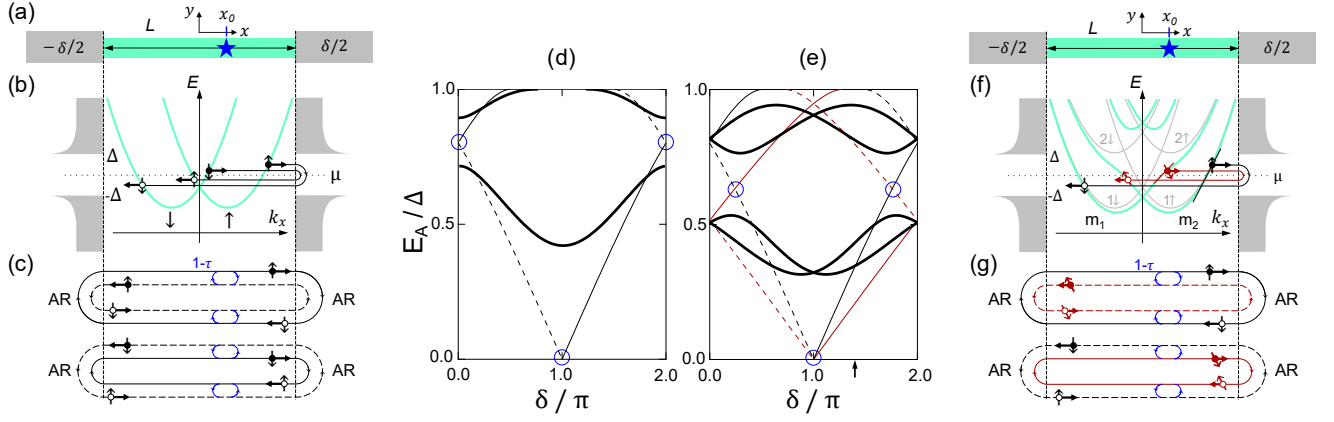 (a)
y
x₀
x
L
− δ/2
δ/2
(b)
E
Δ
-Δ
μ
↓
↑
kₓ
(c)
1-τ
AR
AR
AR
AR
(d)
E_A / Δ
1.0
0.5
0.0
0.0
1.0
2.0
δ / π
(e)
1.0
0.5
0.0
0.0
1.0
2.0
δ / π
y
x₀
x
L
−δ/2
δ/2
(f)
E
2↓
2↑
Δ
-Δ
μ
1↓
1↑
m₁
m₂
kₓ
(g)
1-τ
AR
AR
AR
AR